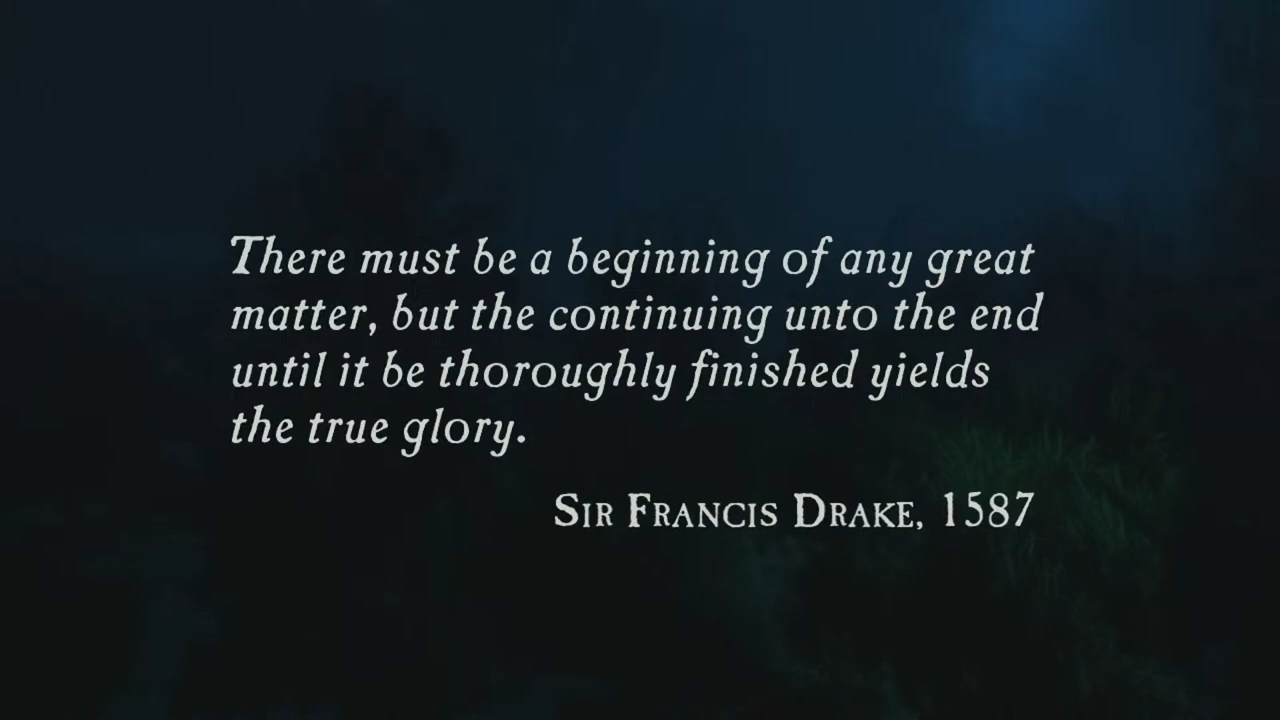 There must be a beginning of any great
matter, but the continuing unto the end
until it be thoroughly finished yields
the true glory.
Sir Francis Drake, 1587